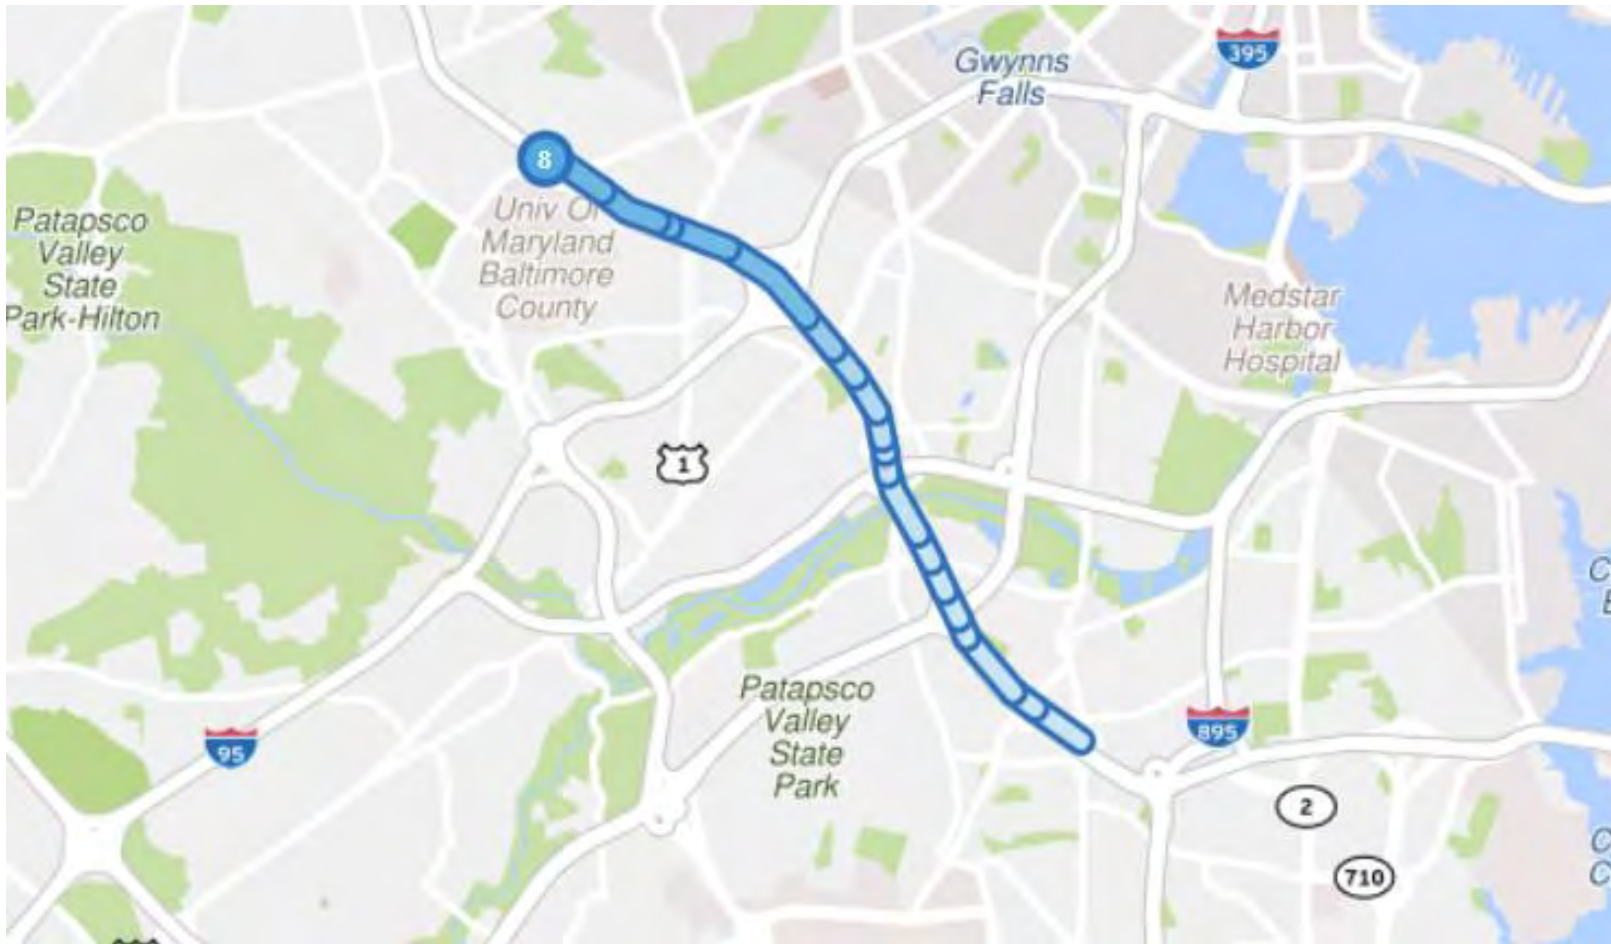 395
Gwynns
Falls
8
Univ Of
Maryland
Baltimore
County
Patapsco
Valley
State
Park-Hilton
Medstar
Harbor
Hospital
1
Patapsco
Valley
State
Park
95
895
2
710
C
C
C